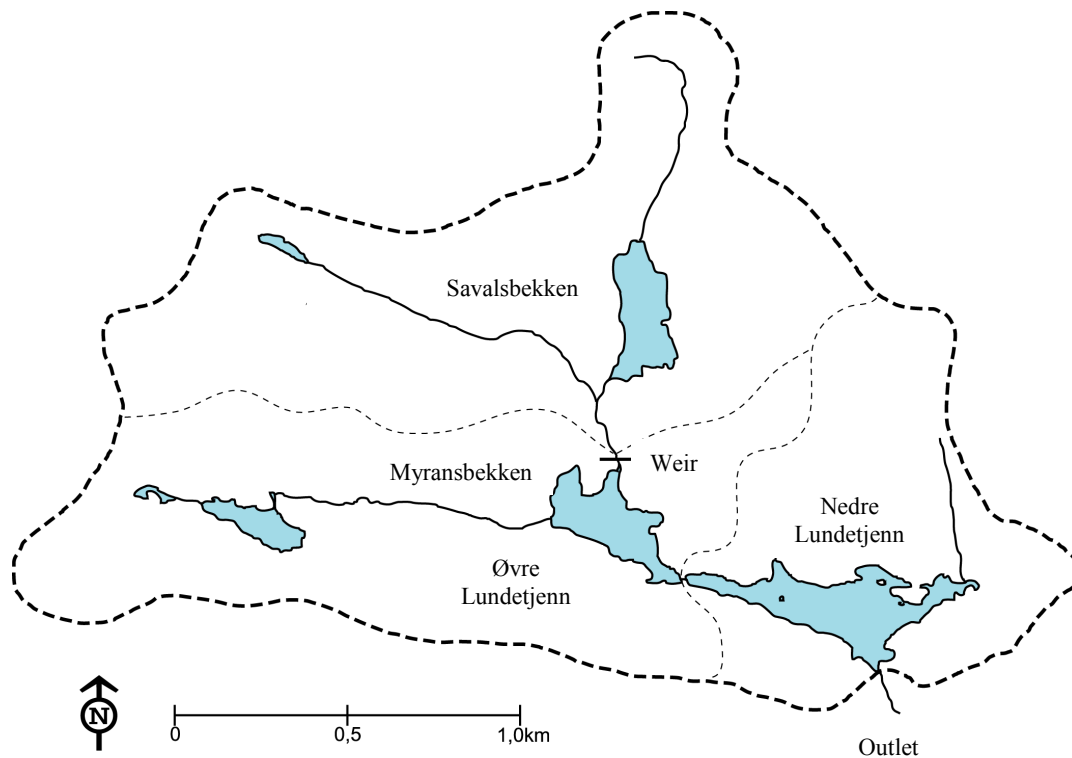 Savalsbekken
Weir
Myransbekken
Nedre
Lundetjenn
Øvre
Lundetjenn
N
0
0,5
1,0km
Outlet